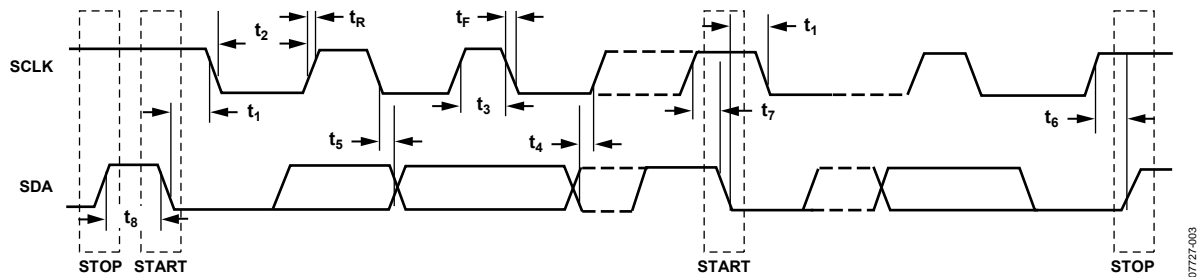 t2
tR
tF
t1
SCLK
t1
t3
t7
t6
t5
t4
SDA
t8
STOP
START
START
STOP
07727-003